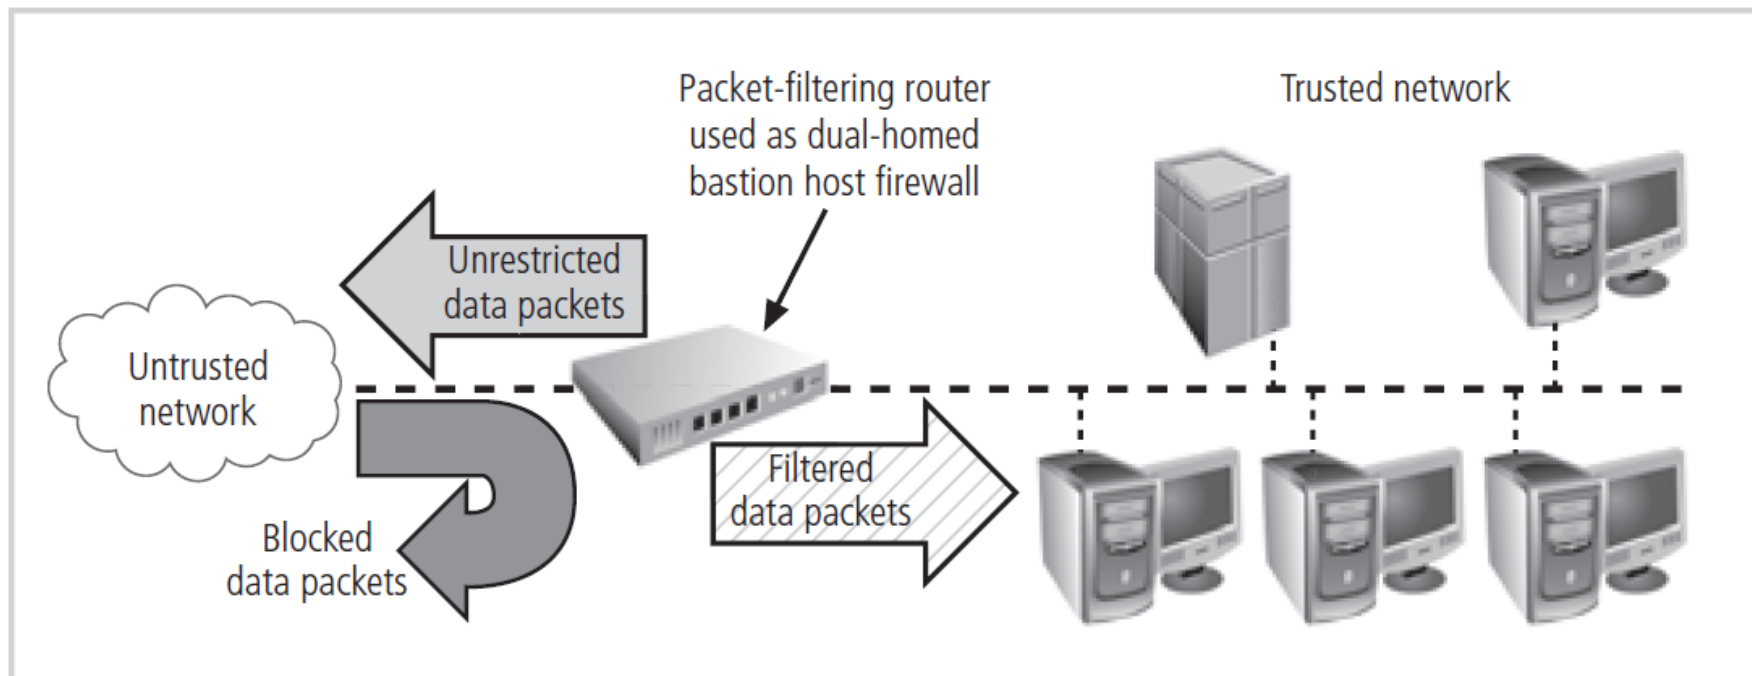 Packet-filtering router
used as dual-homed
bastion host firewall
Trusted network
Unrestricted
data packets
Untrusted
network
Filtered
data packets
Blocked
data packets